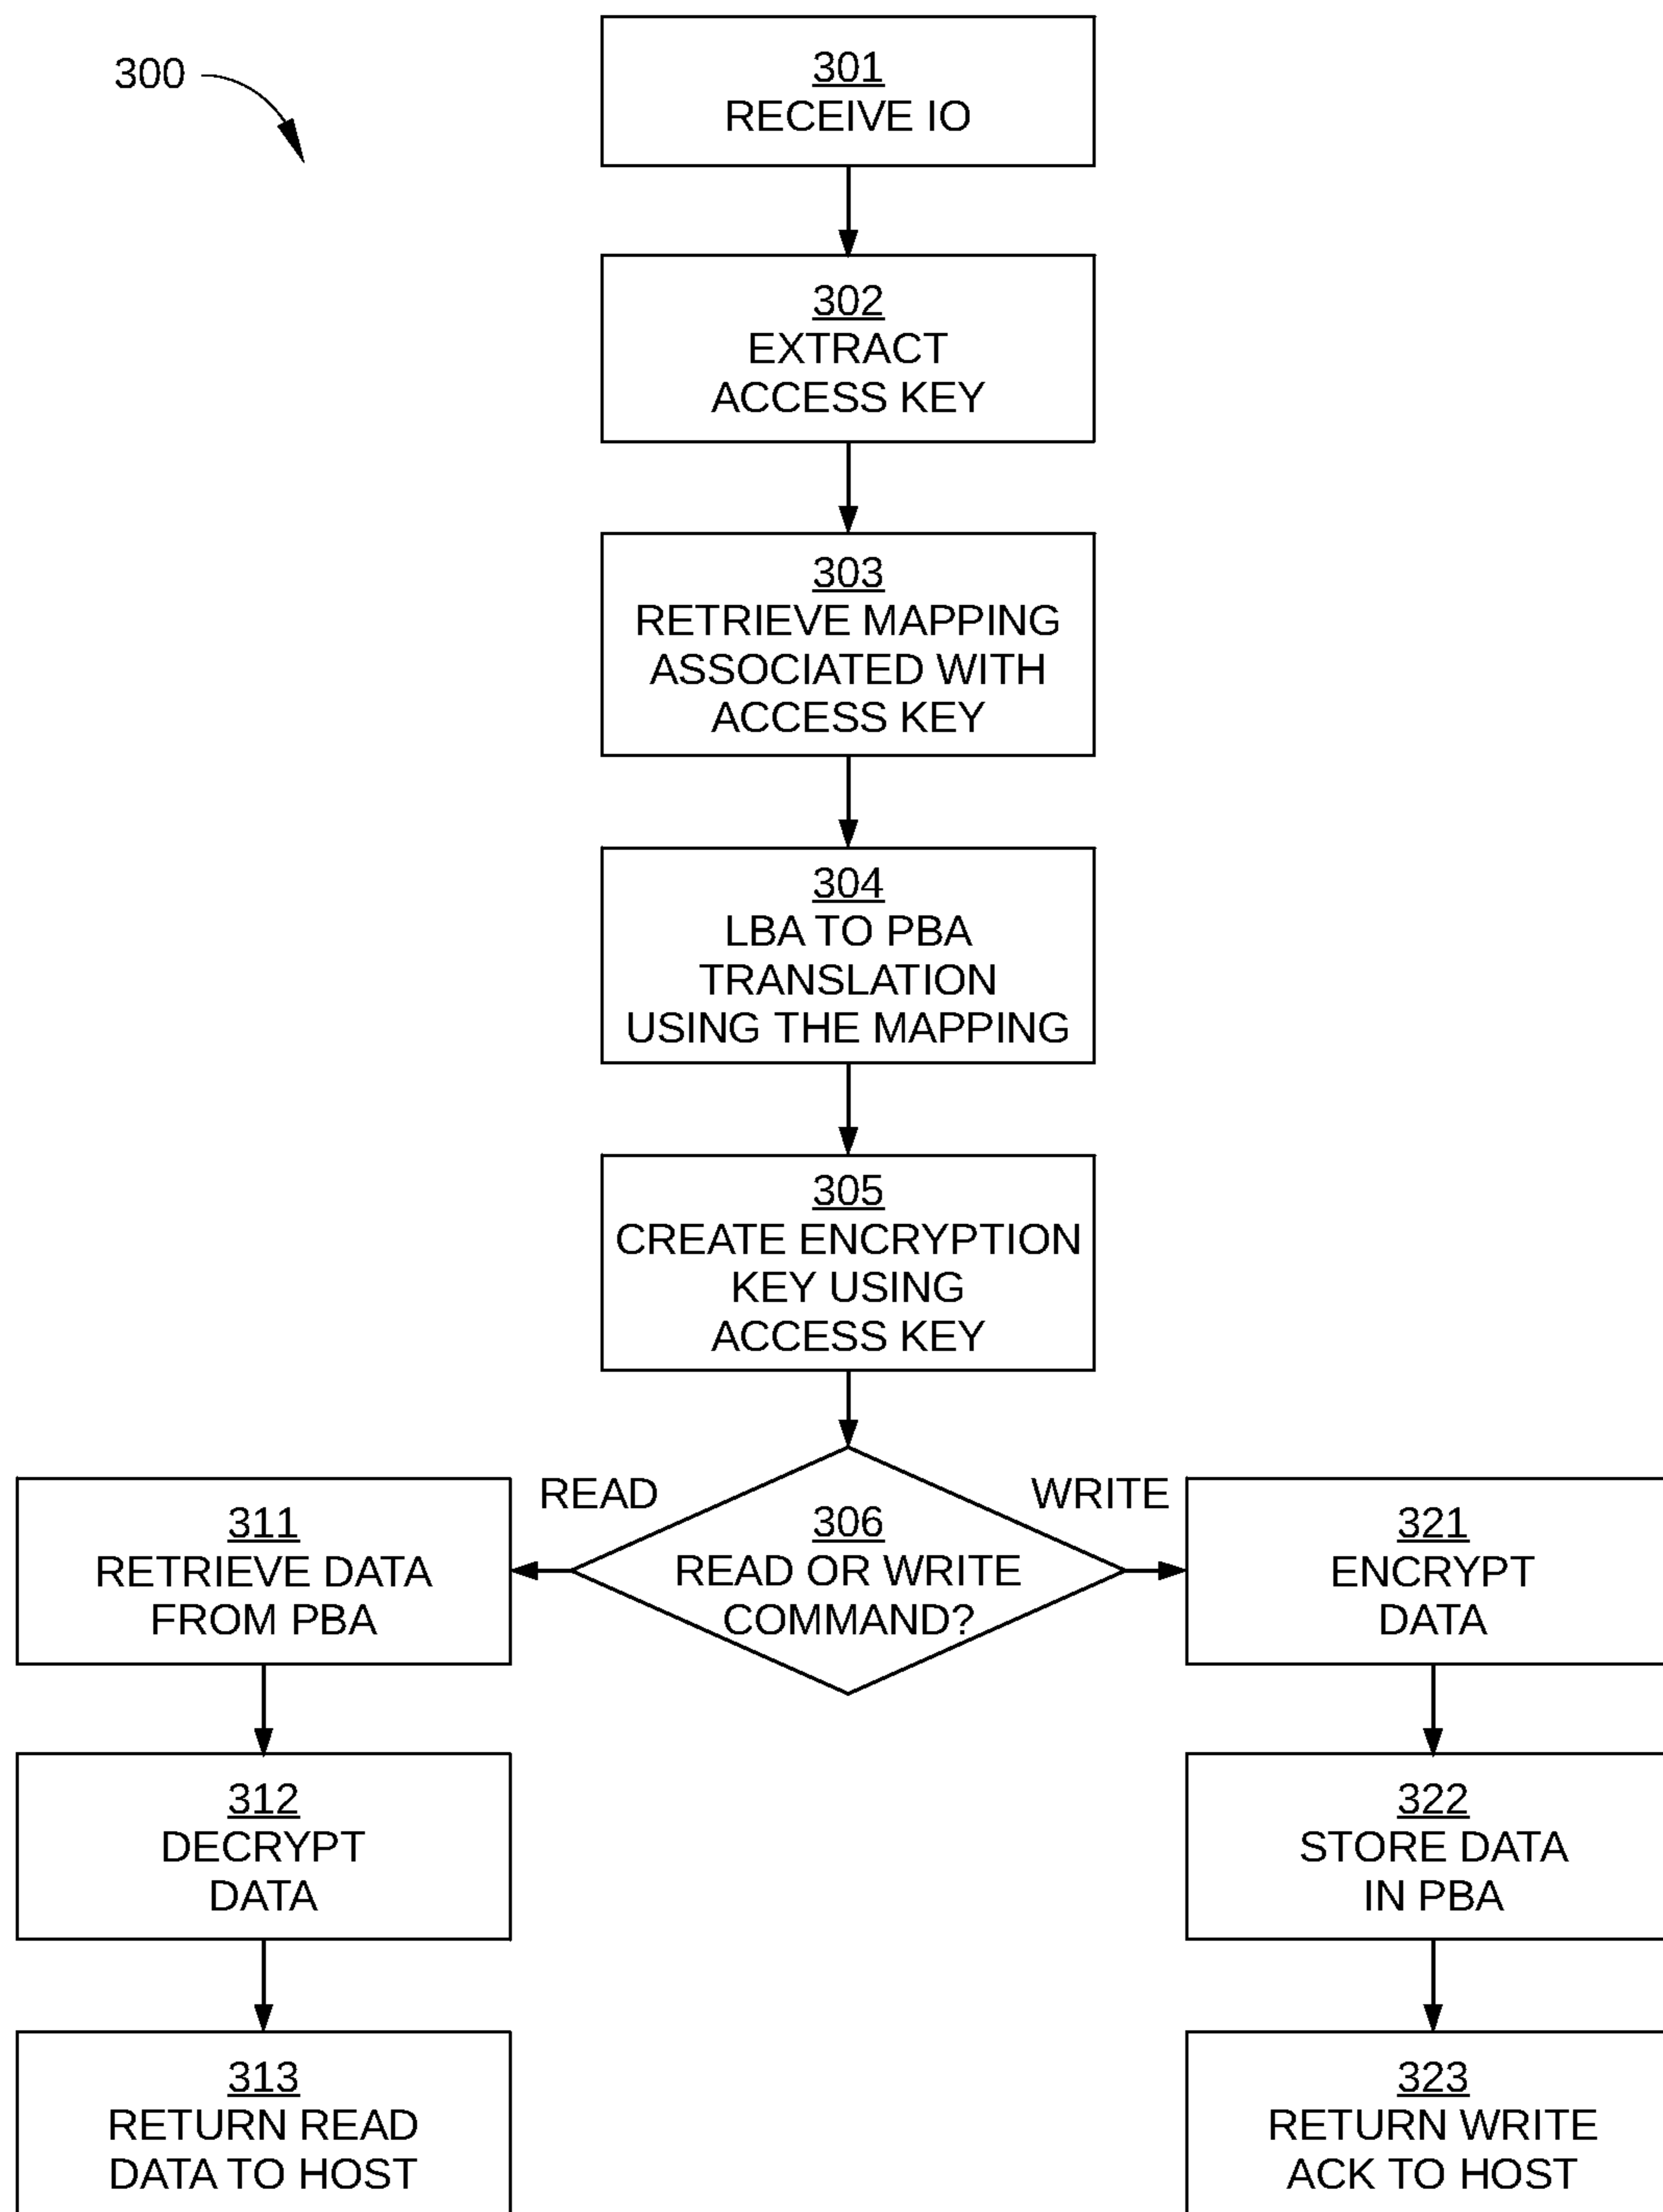 300
301
RECEIVE IO
302
EXTRACT
ACCESS KEY
303
RETRIEVE MAPPING
ASSOCIATED WITH
ACCESS KEY
304
LBA TO PBA
TRANSLATION
USING THE MAPPING
305
CREATE ENCRYPTION
KEY USING
ACCESS KEY
306
READ OR WRITE
COMMAND?
READ
311
RETRIEVE DATA
FROM PBA
312
DECRYPT
DATA
313
RETURN READ
DATA TO HOST
WRITE
321
ENCRYPT
DATA
322
STORE DATA
IN PBA
323
RETURN WRITE
ACK TO HOST